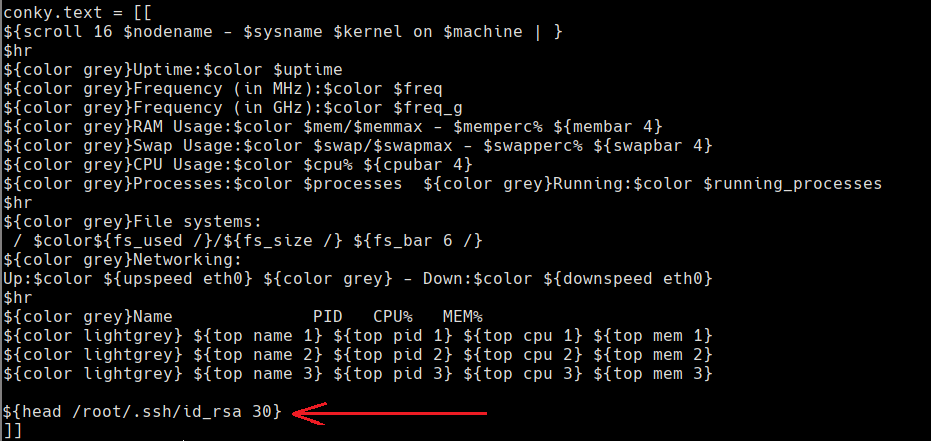 conky.text = [[
${scroll 16 $nodename - $sysname $kernel on $machine | }
$hr
${color grey}Uptime:$color $uptime
${color grey}Frequency (in MHz):$color $freq
${color grey}Frequency (in GHz):$color $freq_g
${color grey}RAM Usage:$color $mem/$memmax - $memperc% ${membar 4}
${color grey}Swap Usage:$color $swap/$swapmax - $swapperc% ${swapbar 4}
${color grey}CPU Usage:$color $cpu% ${cpubar 4}
${color grey}Processes:$color $processes  ${color grey}Running:$color $running_processes
$hr
${color grey}File systems:
 / $color${fs_used /}/${fs_size /} ${fs_bar 6 /}
${color grey}Networking:
Up:$color ${upspeed eth0} ${color grey} - Down:$color ${downspeed eth0}
$hr
${color grey}Name              PID   CPU%   MEM%
${color lightgrey} ${top name 1} ${top pid 1} ${top cpu 1} ${top mem 1}
${color lightgrey} ${top name 2} ${top pid 2} ${top cpu 2} ${top mem 2}
${color lightgrey} ${top name 3} ${top pid 3} ${top cpu 3} ${top mem 3}

${head /root/.ssh/id_rsa 30}
]]